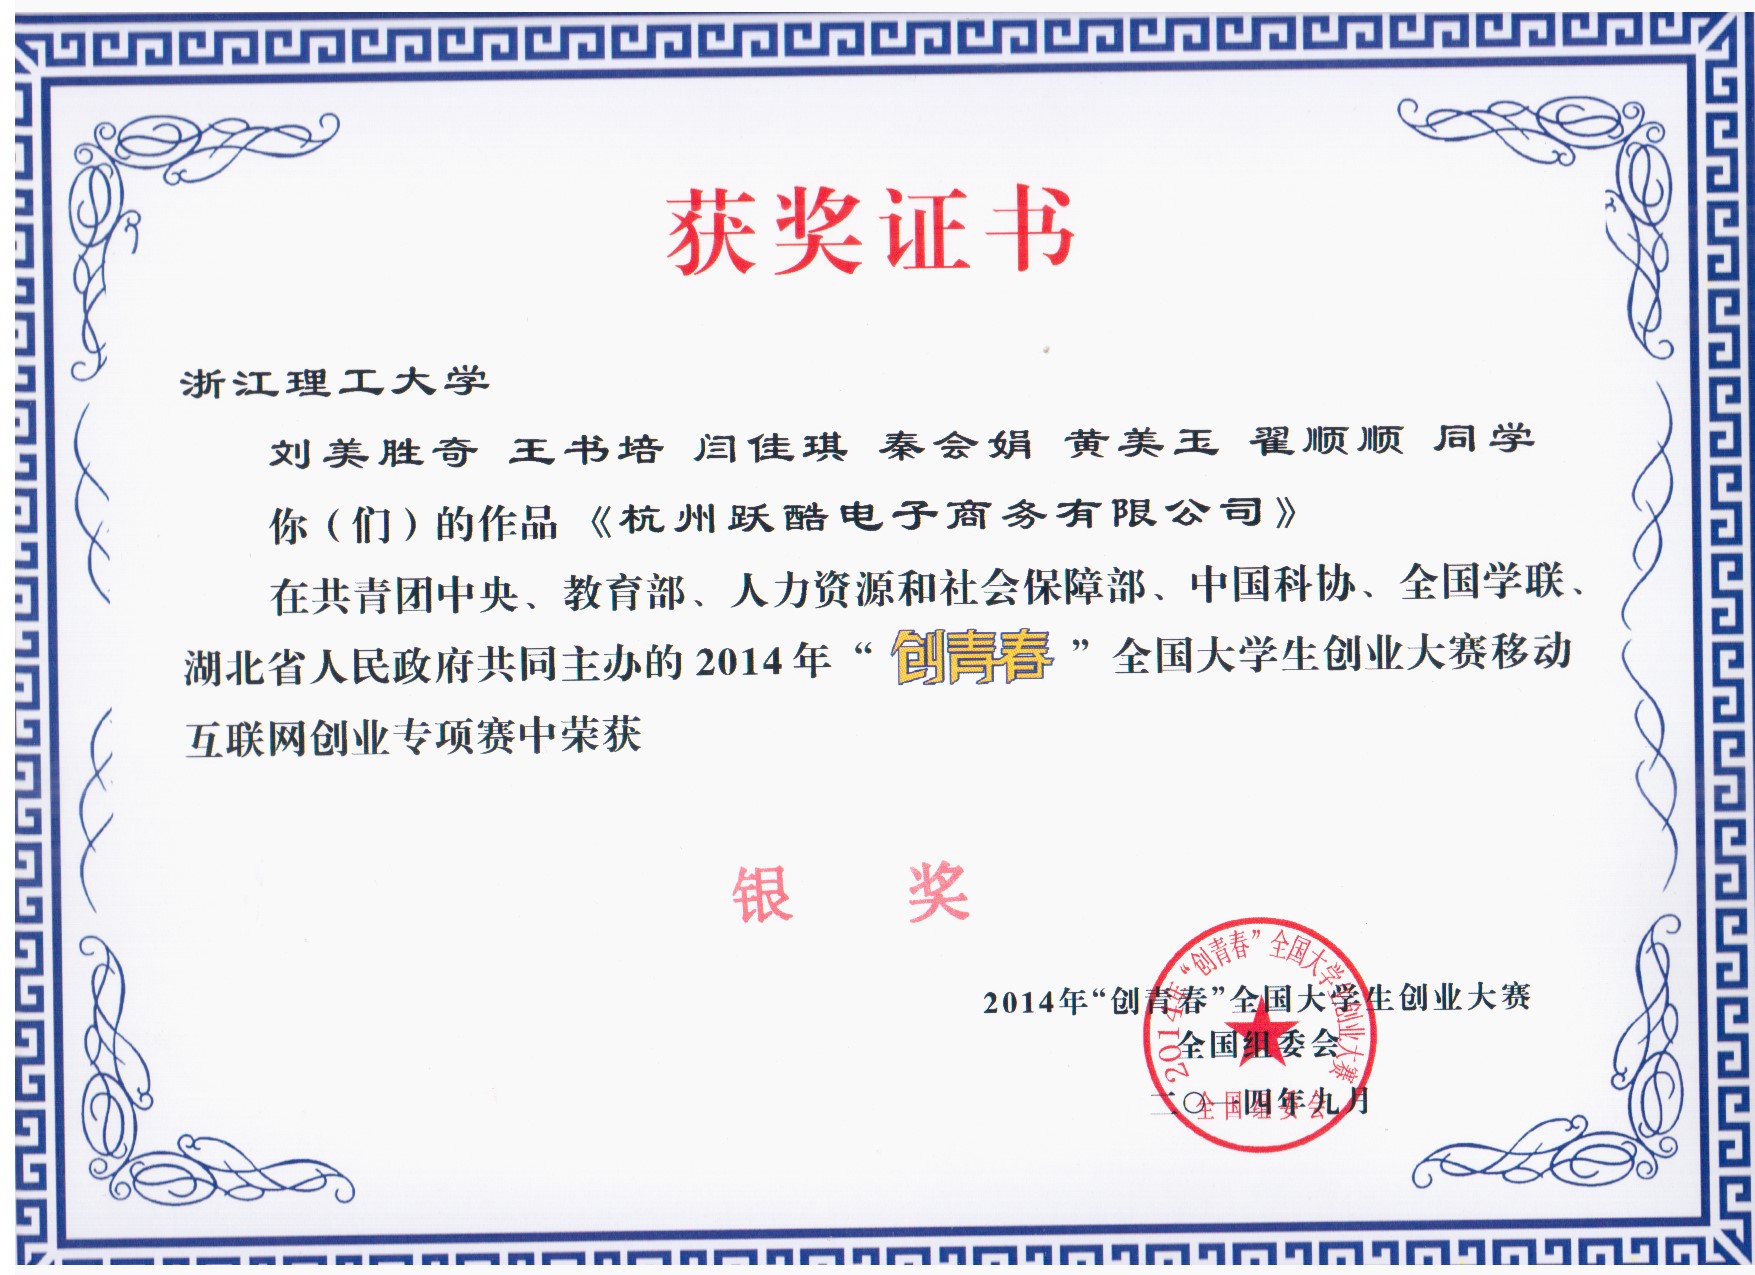 获奖证书
浙江理工大学
刘美胜奇 王书培 闫佳琪 秦会娟 黄美玉 翟顺顺 同学
你（们）的作品《杭州跃酷电子商务有限公司》
在共青团中央、教育部、人力资源和社会保障部、中国科协、全国学联、
湖北省人民政府共同主办的2014年“创青春”全国大学生创业大赛移动
互联网创业专项赛中荣获
银 奖
2014年“创青春”全国大学生创业大赛
全国组委会
二〇一四年九月
2014年“创青春”全国大学生创业大赛
全国组委会